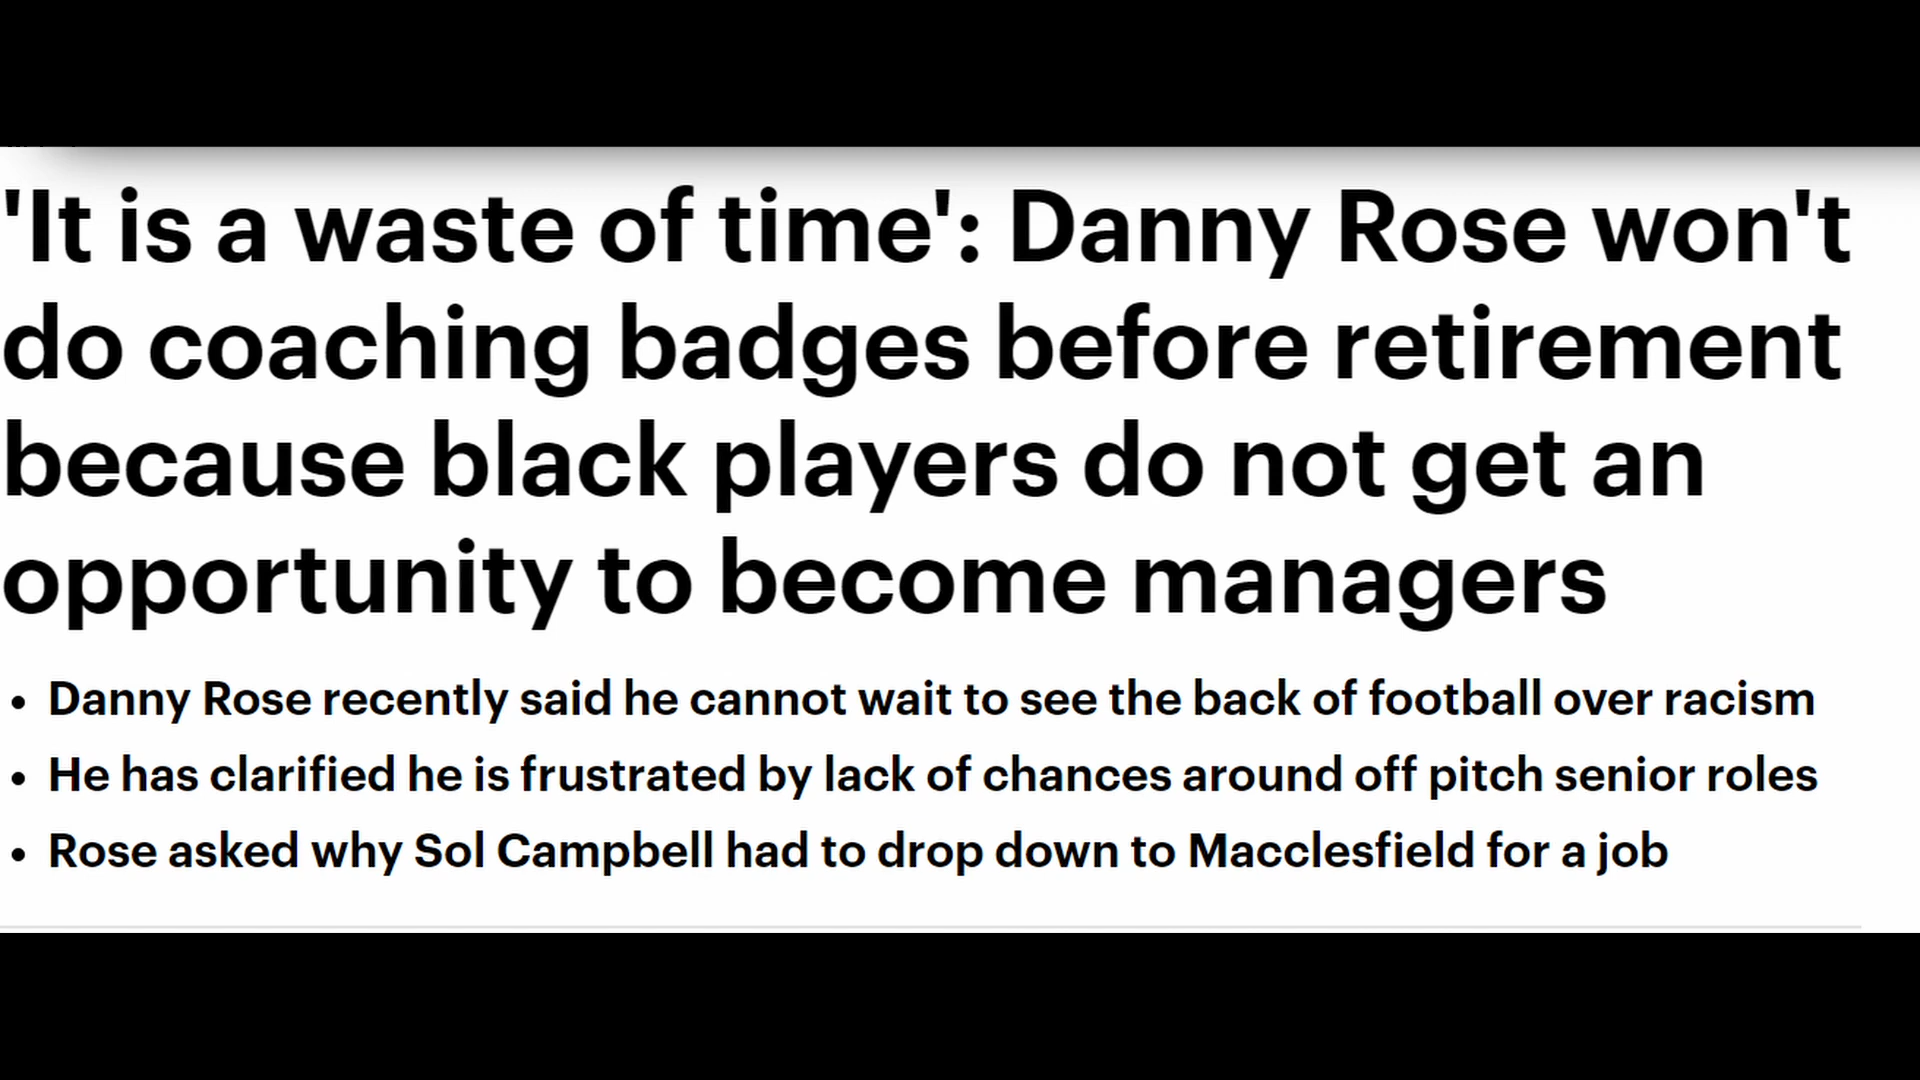 'It is a waste of time': Danny Rose won't
do coaching badges before retirement
because black players do not get an
opportunity to become managers
• Danny Rose recently said he cannot wait to see the back of football over racism
• He has clarified he is frustrated by lack of chances around off pitch senior roles
• Rose asked why Sol Campbell had to drop down to Macclesfield for a job